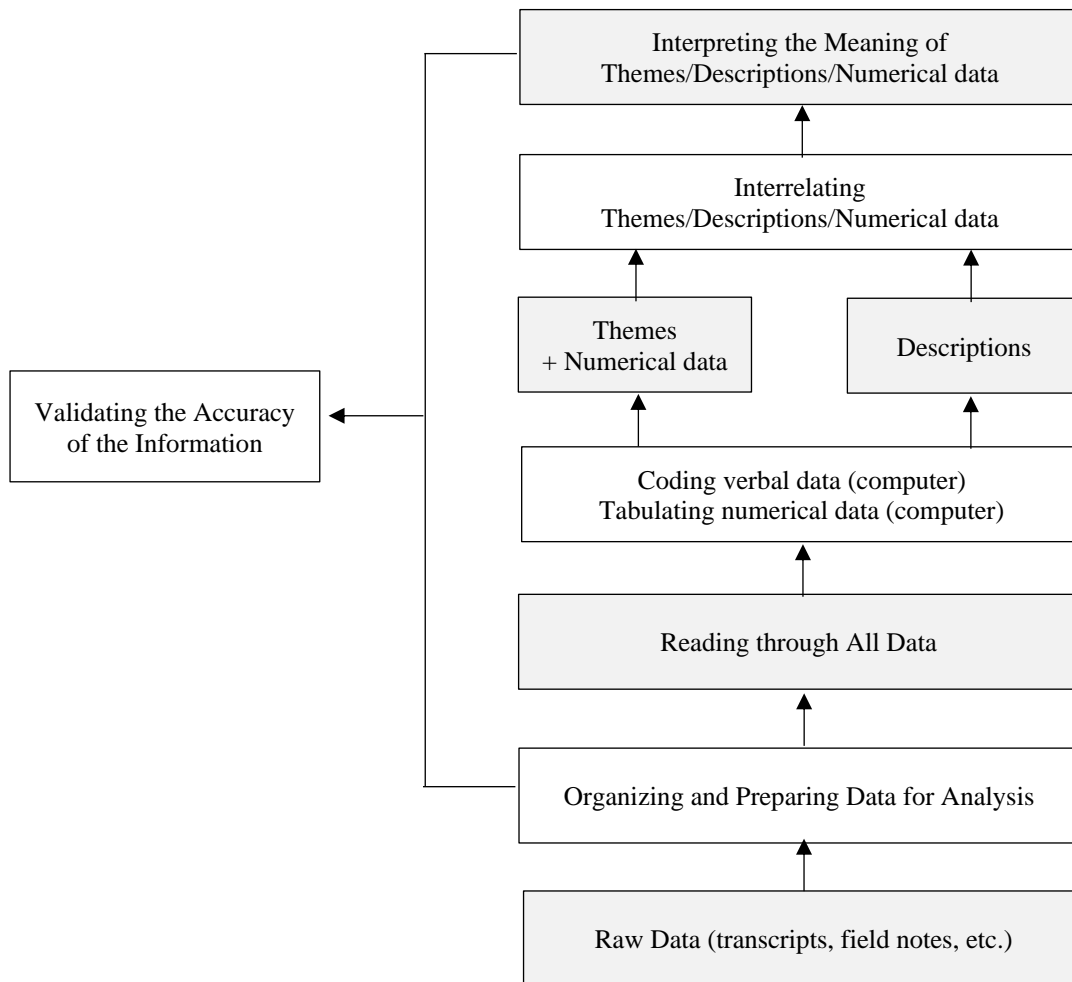 Interpreting the Meaning of
Themes/Descriptions/Numerical data
Interrelating
Themes/Descriptions/Numerical data
Themes
+ Numerical data
Descriptions
Validating the Accuracy
of the Information
Coding verbal data (computer)
Tabulating numerical data (computer)
Reading through All Data
Organizing and Preparing Data for Analysis
Raw Data (transcripts, field notes, etc.)